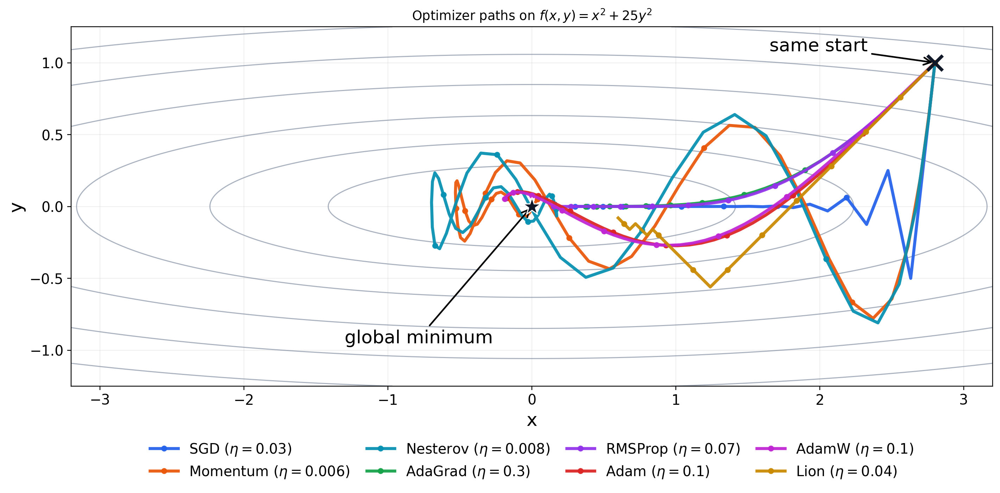 Optimizer paths on f(x, y) = x² + 25y²
same start
1.0
0.5
0.0
−0.5
−1.0
y
global minimum
−3 −2 −1 0 1 2 3
x
SGD (η = 0.03) Nesterov (η = 0.008) RMSProp (η = 0.07) AdamW (η = 0.1)
Momentum (η = 0.006) AdaGrad (η = 0.3) Adam (η = 0.1) Lion (η = 0.04)